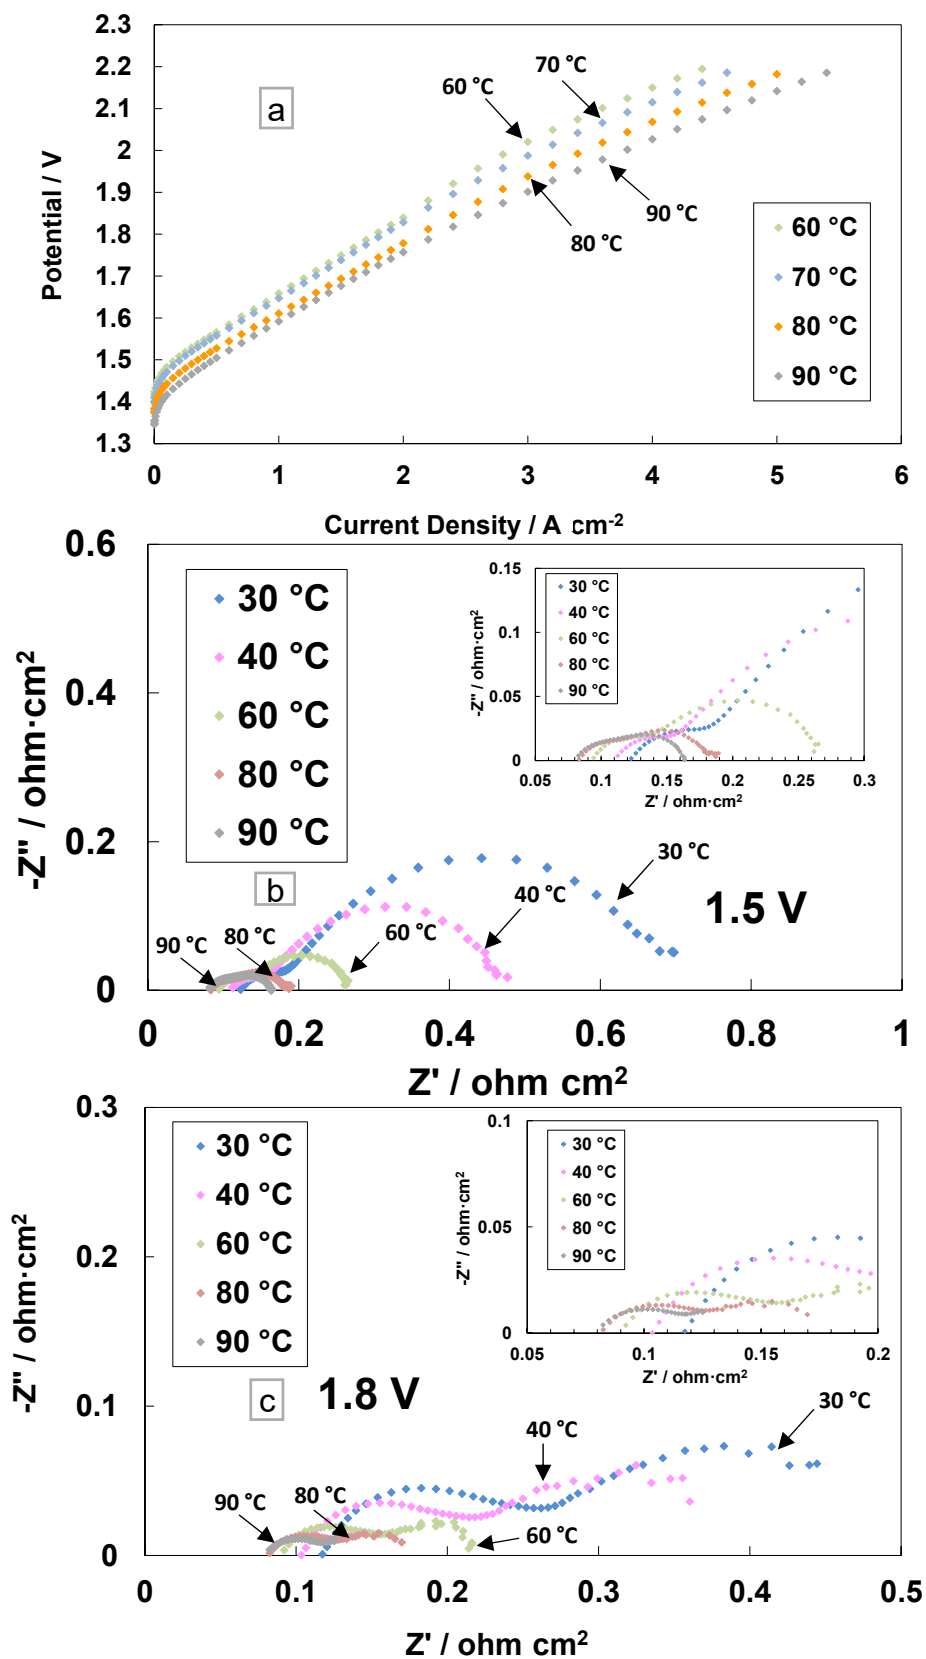 2.3
2.2
2.1
2
1.9
1.8
1.7
1.6
1.5
1.4
1.3
Potential / V
a
60 °C
70 °C
80 °C
90 °C
60 °C
70 °C
80 °C
90 °C
0
1
2
3
4
5
6
Current Density / A cm-2
0.6
0.4
0.2
0
-Z'' / ohm·cm2
30 °C
40 °C
60 °C
80 °C
90 °C
b
0.15
0.1
0.05
0
-Z'' / ohm·cm2
30 °C
40 °C
60 °C
80 °C
90 °C
0.05
0.1
0.15
0.2
0.25
0.3
Z' / ohm·cm2
30 °C
40 °C
60 °C
80 °C
90 °C
1.5 V
0
0.2
0.4
0.6
0.8
1
Z' / ohm cm2
0.3
0.2
0.1
0
-Z'' / ohm·cm2
30 °C
40 °C
60 °C
80 °C
90 °C
c
1.8 V
0.1
0.05
0
-Z'' / ohm·cm2
30 °C
40 °C
60 °C
80 °C
90 °C
0.05
0.1
0.15
0.2
Z' / ohm·cm2
30 °C
40 °C
80 °C
90 °C
60 °C
0
0.1
0.2
0.3
0.4
0.5
Z' / ohm cm2